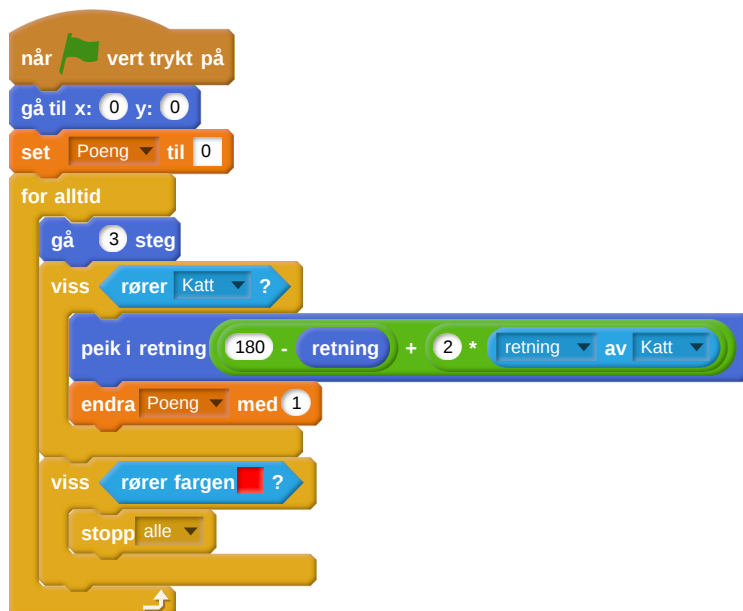 når vert trykt på
gå til x: 0 y: 0
set Poeng til 0
for alltid
gå 3 steg
viss rører Katt ?
peik i retning 180 - retning + 2 * retning av Katt
endra Poeng med 1
viss rører fargen ?
stopp alle